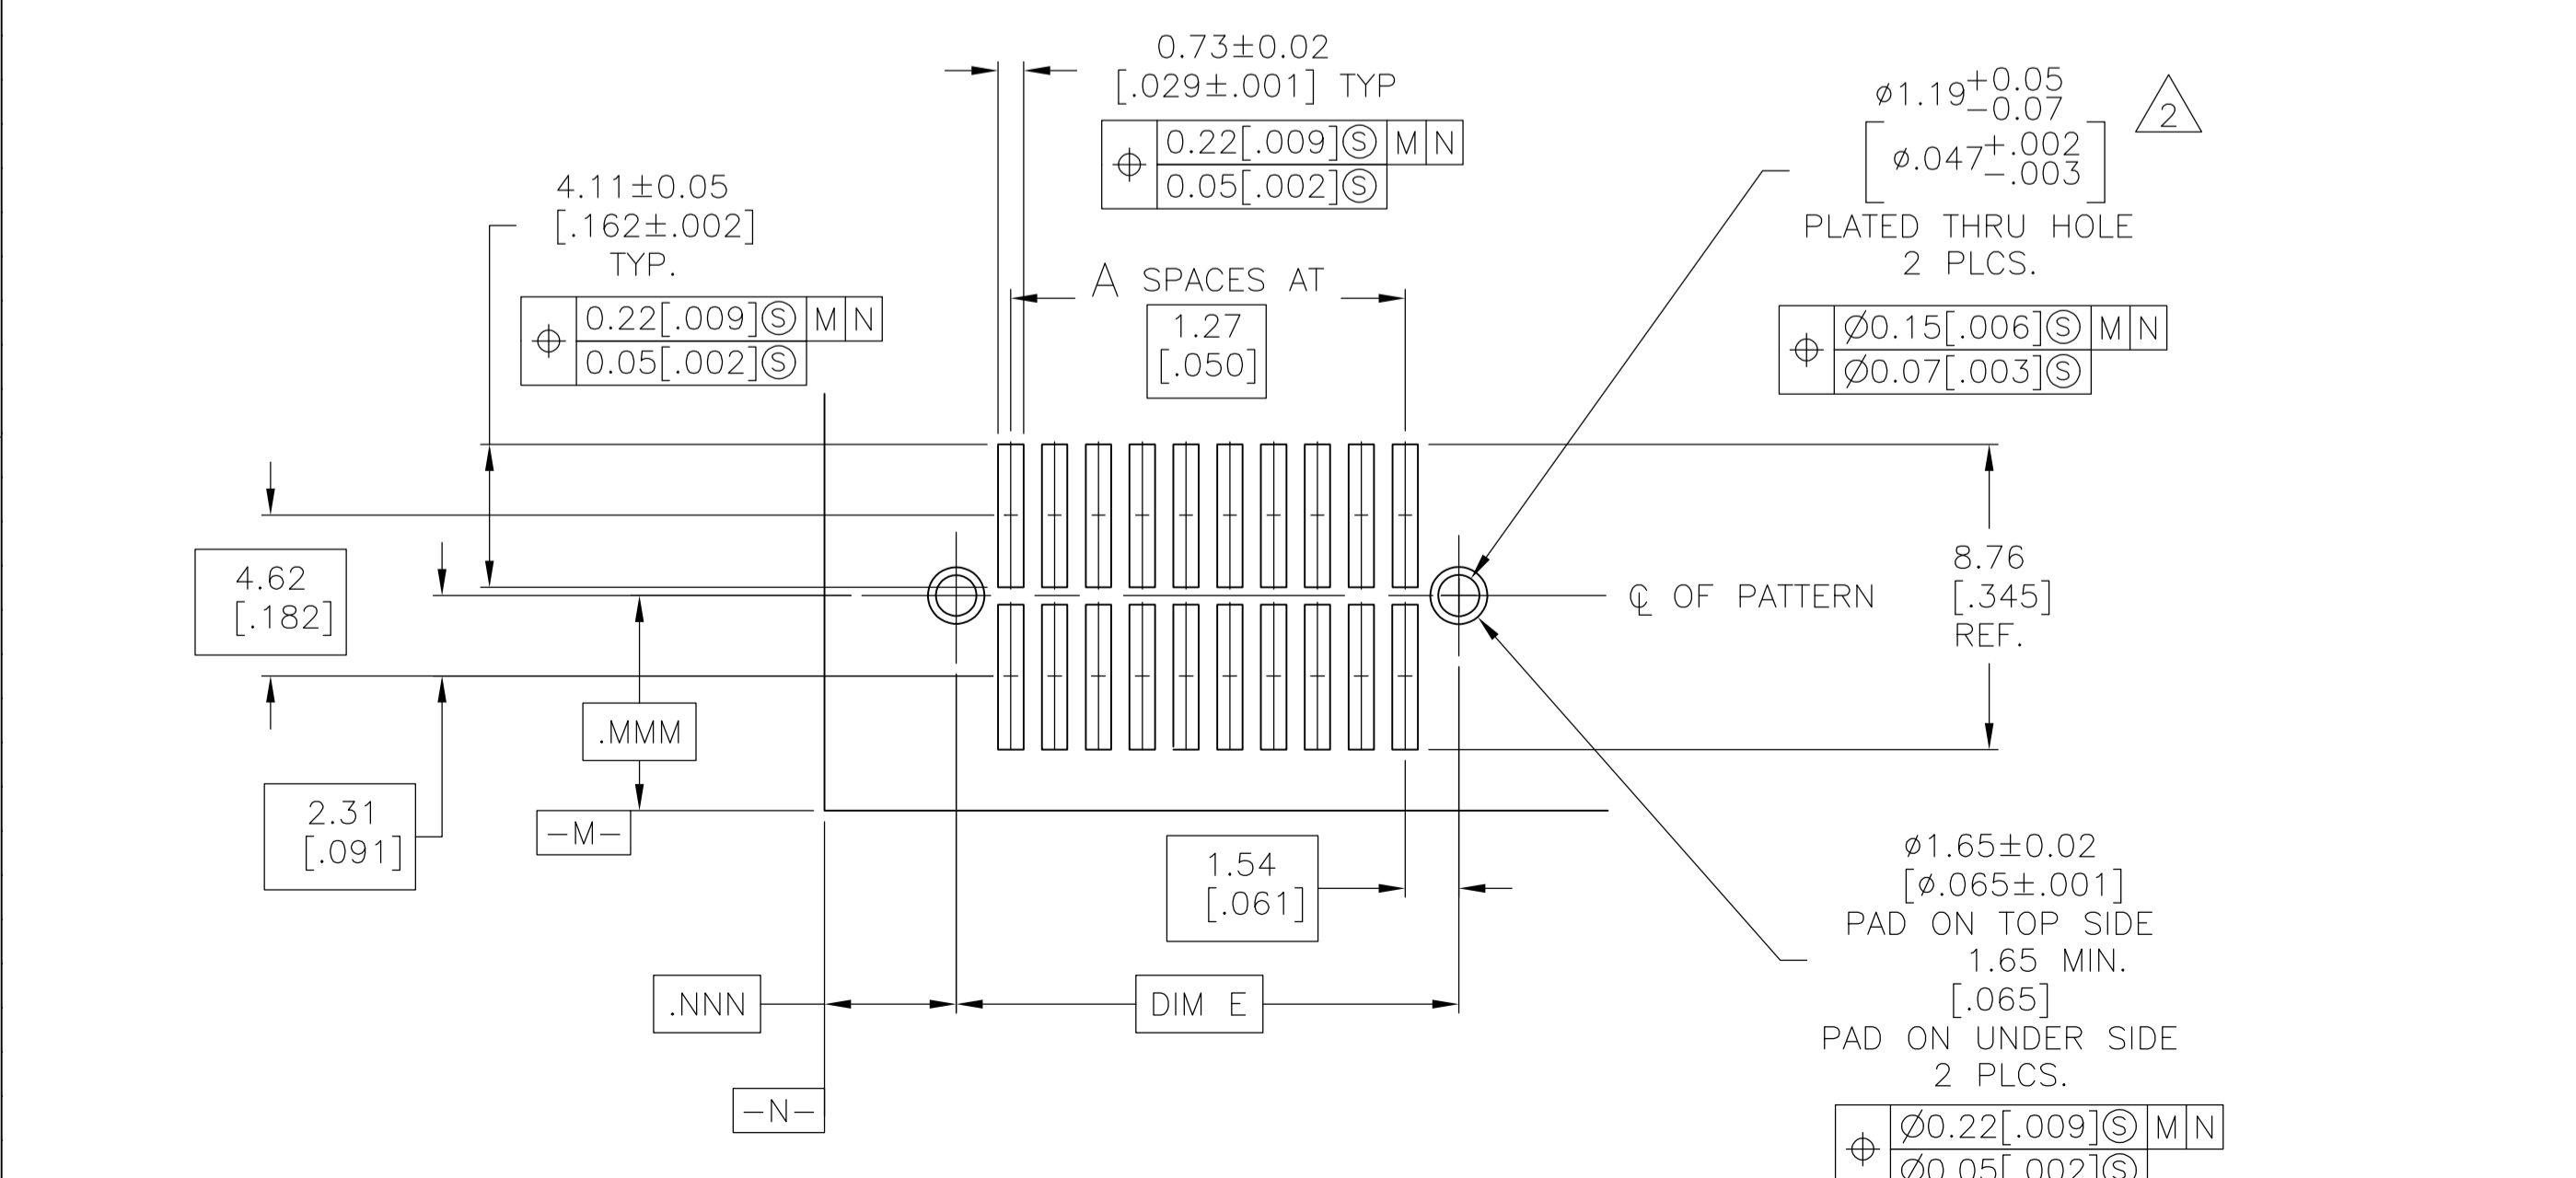 0.73±0.02
[.029±.001] TYP
⌖ 0.22[.009]Ⓢ M N
0.05[.002]Ⓢ
4.11±0.05
[.162±.002]
TYP.
⌖ 0.22[.009]Ⓢ M N
0.05[.002]Ⓢ
A SPACES AT
1.27
[.050]
ø1.19 +0.05
−0.07
2
[ø.047 +.002
−.003]
PLATED THRU HOLE
2 PLCS.
⌖ Ø0.15[.006]Ⓢ M N
Ø0.07[.003]Ⓢ
4.62
[.182]
2.31
[.091]
.MMM
-M-
℄ OF PATTERN
8.76
[.345]
REF.
1.54
[.061]
.NNN
DIM E
-N-
ø1.65±0.02
[ø.065±.001]
PAD ON TOP SIDE
1.65 MIN.
[.065]
PAD ON UNDER SIDE
2 PLCS.
⌖ Ø0.22[.009]Ⓢ M N
Ø0.05[.002]Ⓢ